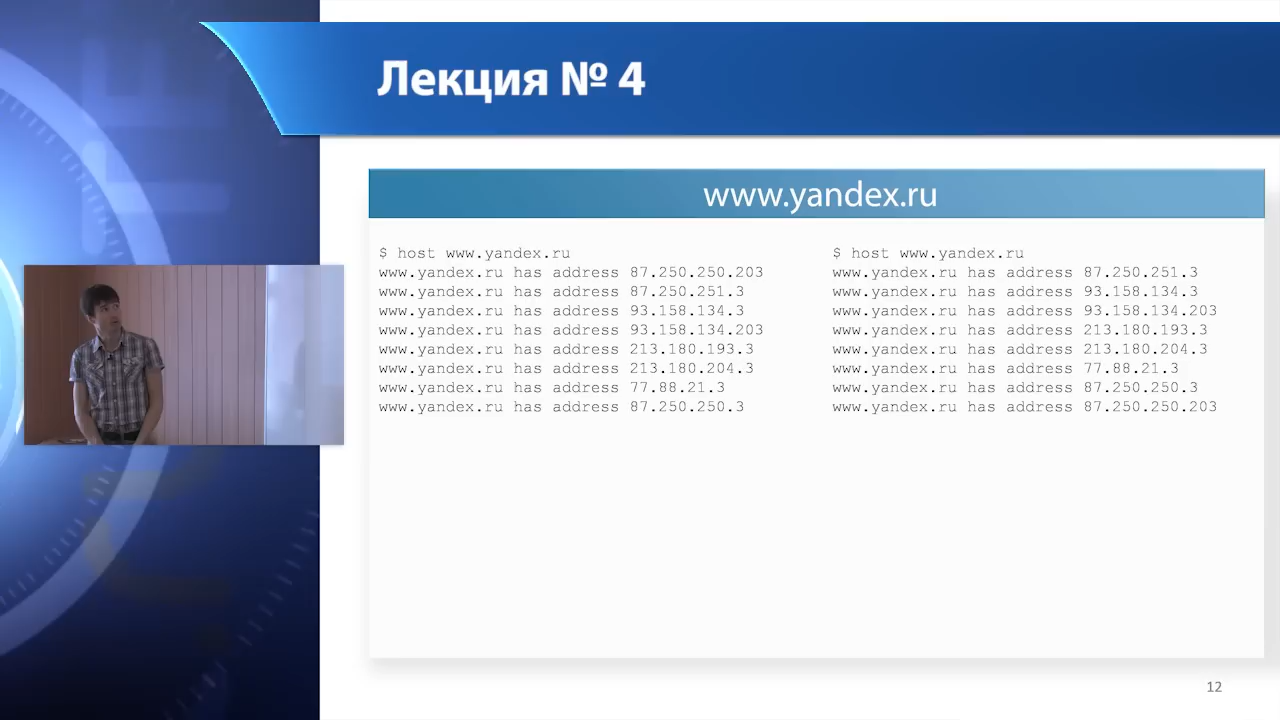 Лекция № 4
www.yandex.ru
$ host www.yandex.ru
www.yandex.ru has address 87.250.250.203
www.yandex.ru has address 87.250.251.3
www.yandex.ru has address 93.158.134.3
www.yandex.ru has address 93.158.134.203
www.yandex.ru has address 213.180.193.3
www.yandex.ru has address 213.180.204.3
www.yandex.ru has address 77.88.21.3
www.yandex.ru has address 87.250.250.3
$ host www.yandex.ru
www.yandex.ru has address 87.250.251.3
www.yandex.ru has address 93.158.134.3
www.yandex.ru has address 93.158.134.203
www.yandex.ru has address 213.180.193.3
www.yandex.ru has address 213.180.204.3
www.yandex.ru has address 77.88.21.3
www.yandex.ru has address 87.250.250.3
www.yandex.ru has address 87.250.250.203
12